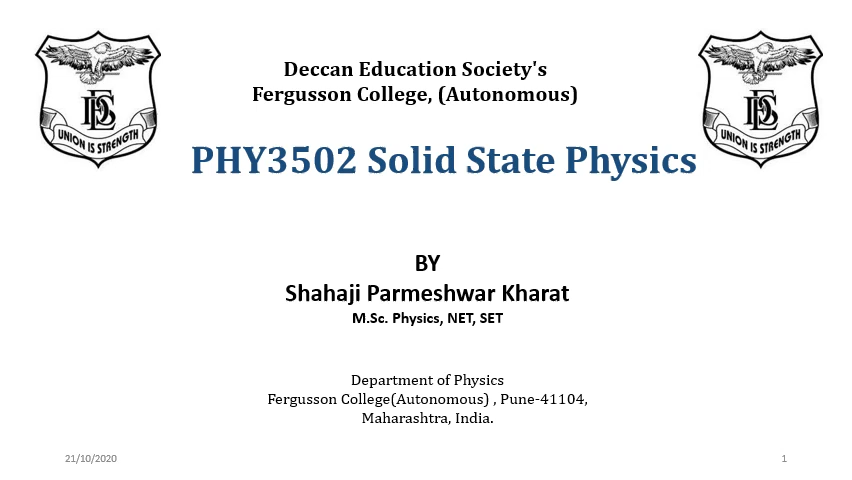 DES
UNION IS STRENGTH
DES
UNION IS STRENGTH
Deccan Education Society's
Fergusson College, (Autonomous)
PHY3502 Solid State Physics
BY
Shahaji Parmeshwar Kharat
M.Sc. Physics, NET, SET
Department of Physics
Fergusson College(Autonomous) , Pune-41104,
Maharashtra, India.
21/10/2020
1